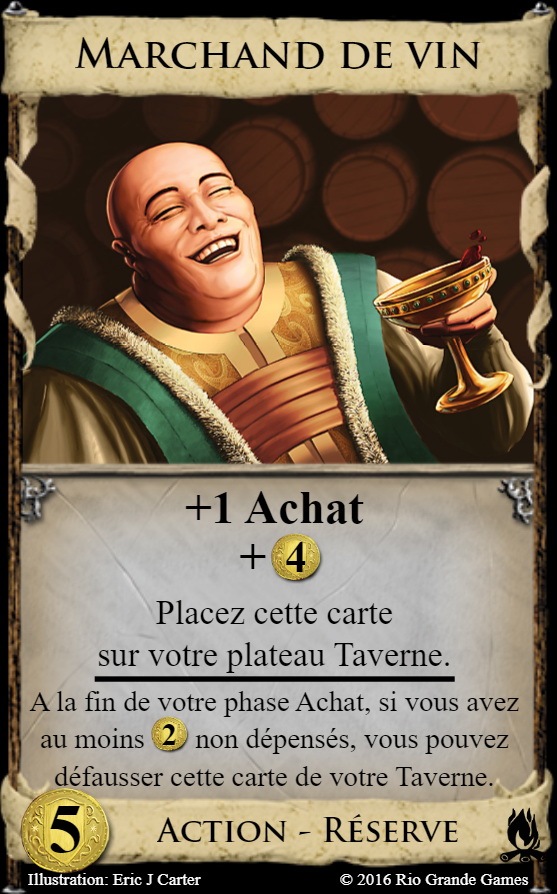 MARCHAND DE VIN
+1 Achat
+ 4
Placez cette carte
sur votre plateau Taverne.
A la fin de votre phase Achat, si vous avez
au moins 2 non dépensés, vous pouvez
défausser cette carte de votre Taverne.
5 ACTION - RÉSERVE
Illustration: Eric J Carter © 2016 Rio Grande Games